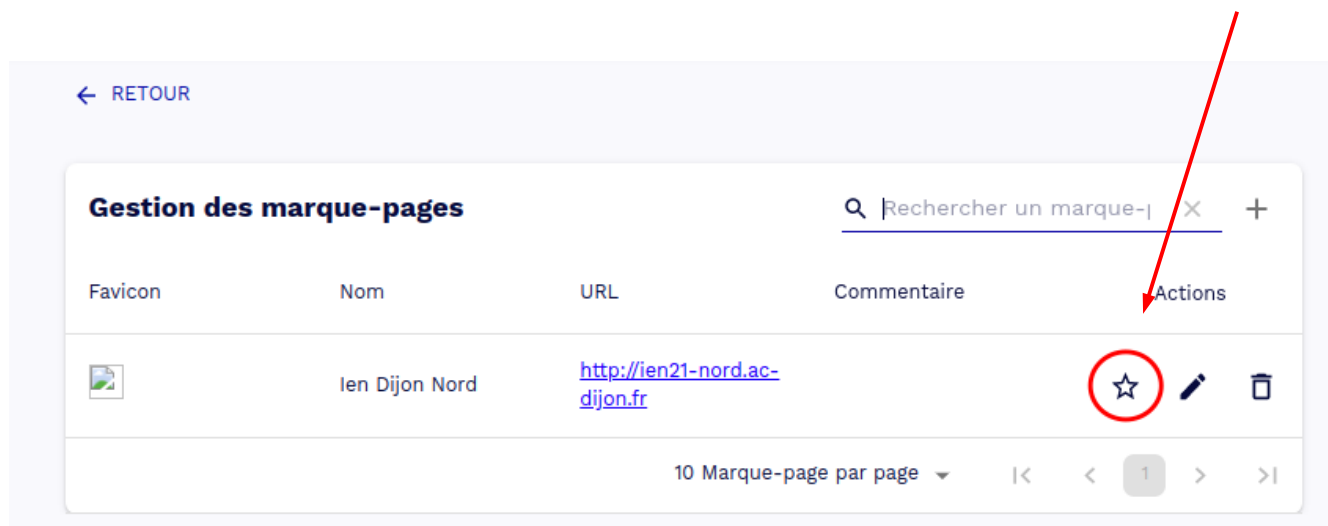 ← RETOUR
Gestion des marque-pages
Rechercher un marque-
Favicon Nom URL Commentaire Actions
Ien Dijon Nord
http://ien21-nord.ac-
dijon.fr
10 Marque-page par page
1